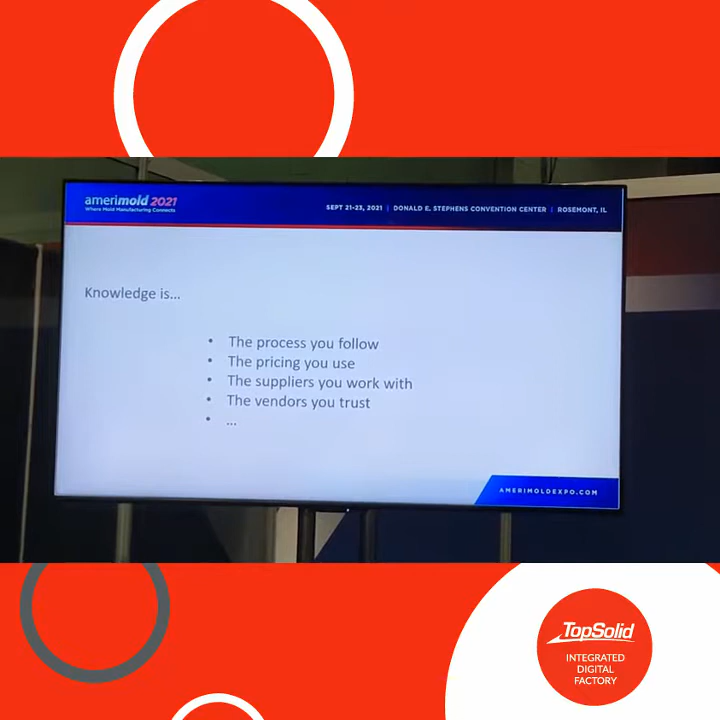 amerimold 2021
Where Mold Manufacturing Connects
SEPT 21-23, 2021 | DONALD E. STEPHENS CONVENTION CENTER | ROSEMONT, IL
Knowledge is...
• The process you follow
• The pricing you use
• The suppliers you work with
• The vendors you trust
• ...
AMERIMOLDEXPO.COM
TopSolid
INTEGRATED
DIGITAL
FACTORY